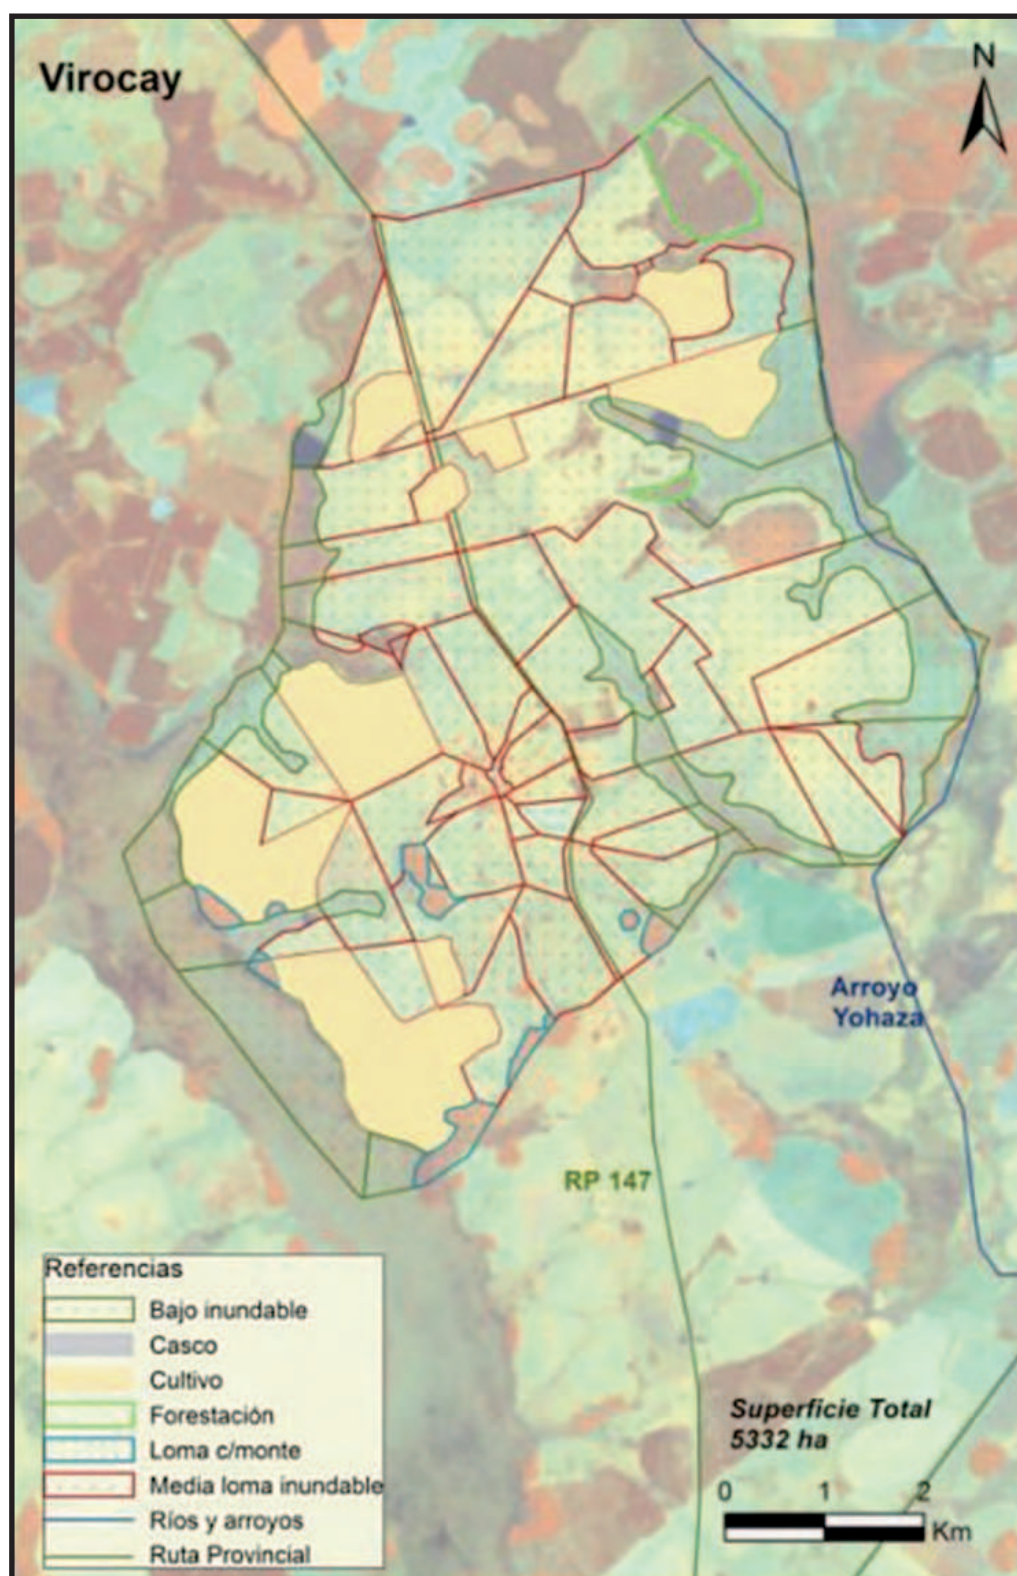 Virocay
N
Arroyo
Yohaza
RP 147
Referencias
Bajo inundable
Casco
Cultivo
Forestación
Loma c/monte
Media loma inundable
Ríos y arroyos
Ruta Provincial
Superficie Total
5332 ha
0 1 2
Km